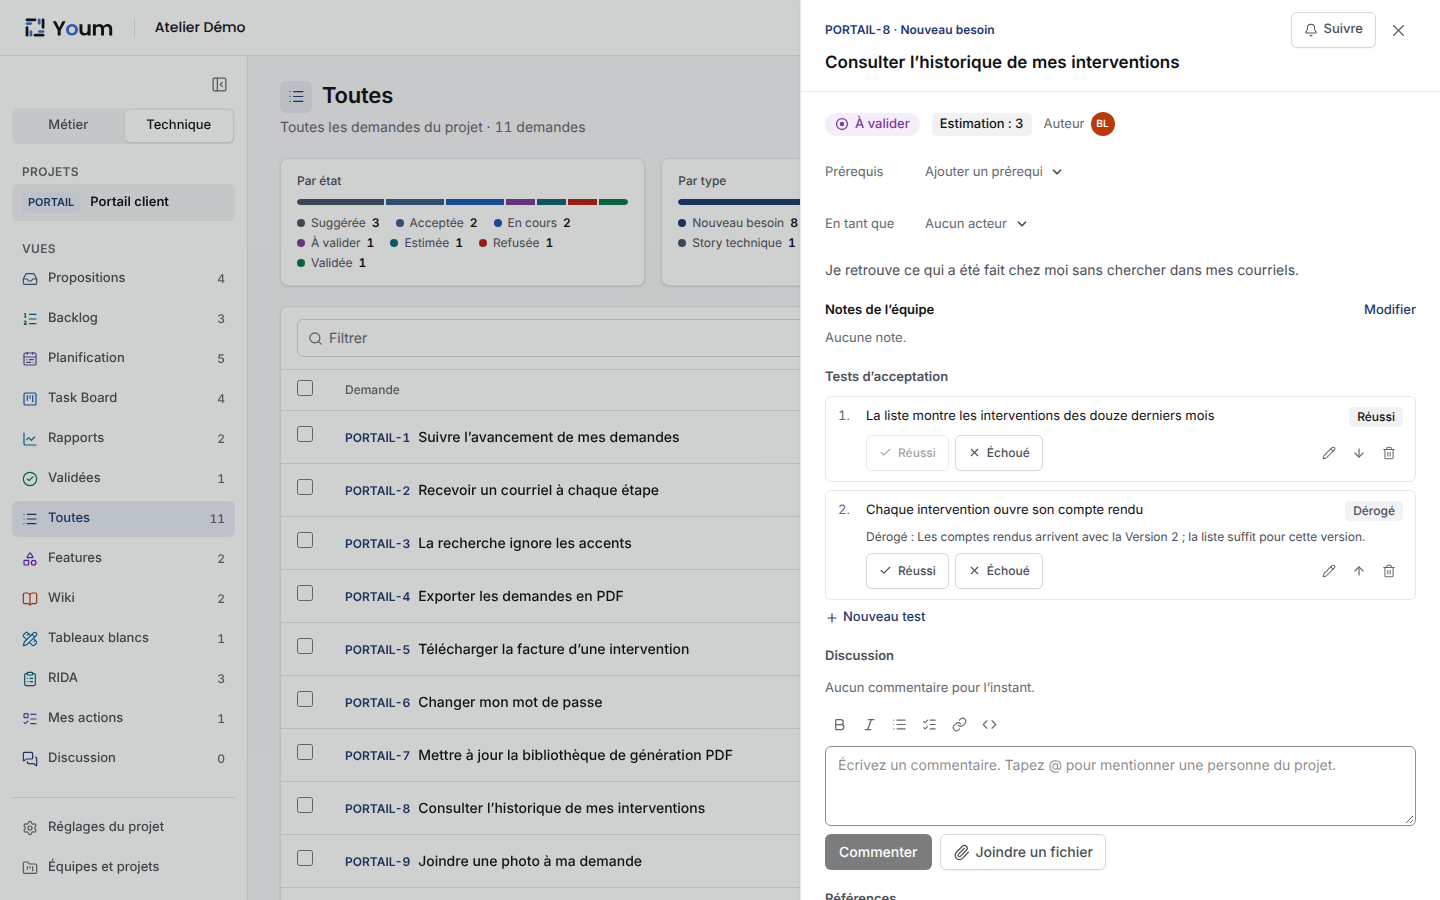 Youm
Atelier Démo
Métier
Technique
PROJETS
PORTAIL Portail client
VUES
Propositions 4
Backlog 3
Planification 5
Task Board 4
Rapports 2
Validées 1
Toutes 11
Features 2
Wiki 2
Tableaux blancs 1
RIDA 3
Mes actions 1
Discussion 0
Réglages du projet
Équipes et projets
Toutes
Toutes les demandes du projet · 11 demandes
Par état
Suggérée 3 Acceptée 2 En cours 2
À valider 1 Estimée 1 Refusée 1
Validée 1
Par type
Nouveau besoin 8
Story technique 1
Filtrer
Demande
PORTAIL-1 Suivre l’avancement de mes demandes
PORTAIL-2 Recevoir un courriel à chaque étape
PORTAIL-3 La recherche ignore les accents
PORTAIL-4 Exporter les demandes en PDF
PORTAIL-5 Télécharger la facture d’une intervention
PORTAIL-6 Changer mon mot de passe
PORTAIL-7 Mettre à jour la bibliothèque de génération PDF
PORTAIL-8 Consulter l’historique de mes interventions
PORTAIL-9 Joindre une photo à ma demande
PORTAIL-8 · Nouveau besoin
Suivre
Consulter l’historique de mes interventions
À valider
Estimation : 3
Auteur BL
Prérequis Ajouter un prérequi
En tant que Aucun acteur
Je retrouve ce qui a été fait chez moi sans chercher dans mes courriels.
Notes de l’équipe Modifier
Aucune note.
Tests d’acceptation
1. La liste montre les interventions des douze derniers mois Réussi
Réussi Échoué
2. Chaque intervention ouvre son compte rendu Dérogé
Dérogé : Les comptes rendus arrivent avec la Version 2 ; la liste suffit pour cette version.
Réussi Échoué
Nouveau test
Discussion
Aucun commentaire pour l’instant.
Écrivez un commentaire. Tapez @ pour mentionner une personne du projet.
Commenter
Joindre un fichier
Références